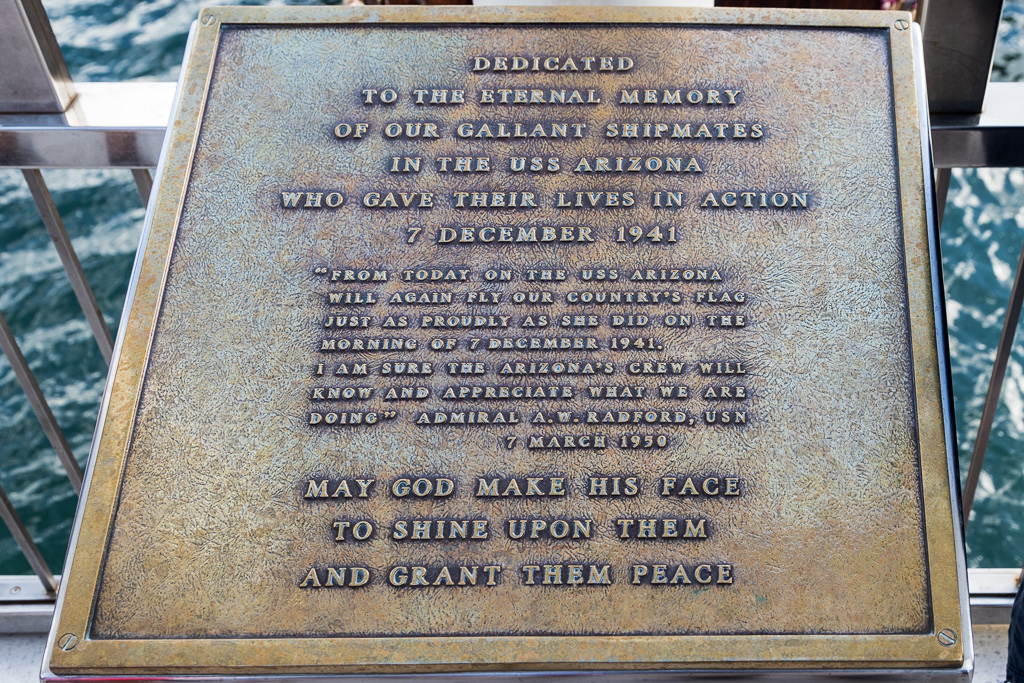 DEDICATED
TO THE ETERNAL MEMORY
OF OUR GALLANT SHIPMATES
IN THE USS ARIZONA
WHO GAVE THEIR LIVES IN ACTION
7 DECEMBER 1941
"FROM TODAY ON THE USS ARIZONA
WILL AGAIN FLY OUR COUNTRY'S FLAG
JUST AS PROUDLY AS SHE DID ON THE
MORNING OF 7 DECEMBER 1941.
I AM SURE THE ARIZONA'S CREW WILL
KNOW AND APPRECIATE WHAT WE ARE
DOING" ADMIRAL A.W. RADFORD, USN
7 MARCH 1950
MAY GOD MAKE HIS FACE
TO SHINE UPON THEM
AND GRANT THEM PEACE